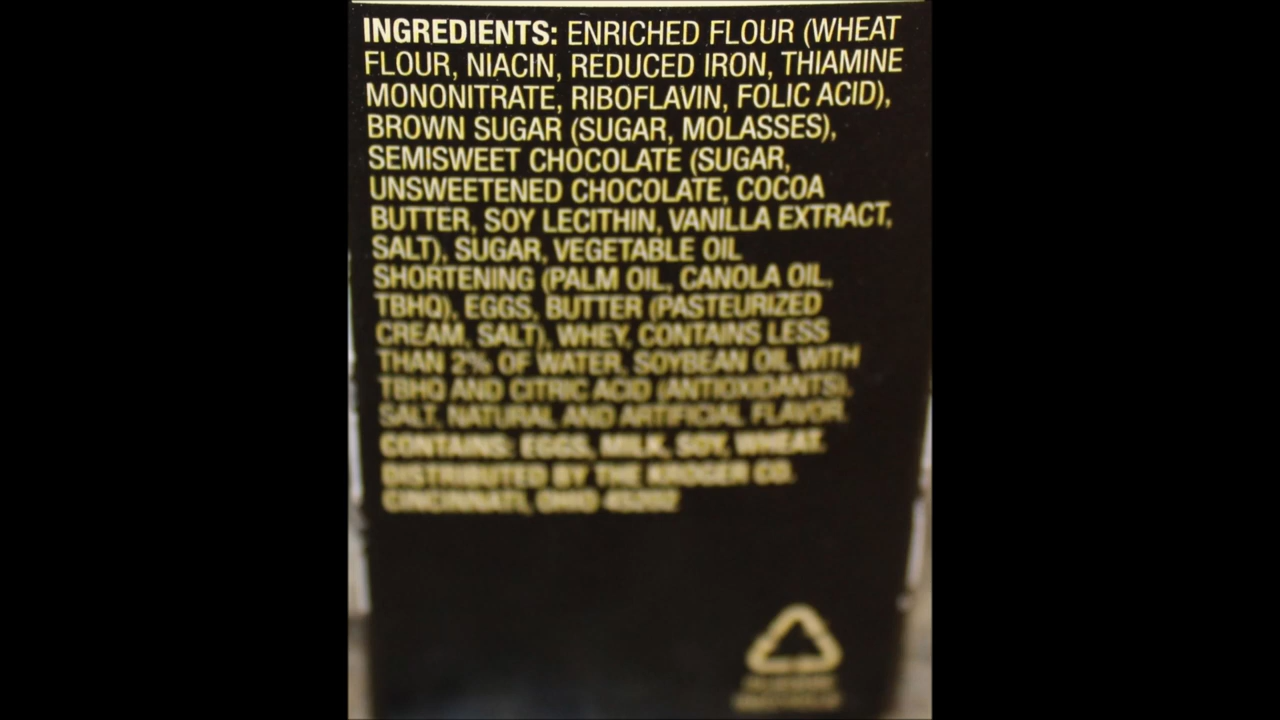 INGREDIENTS: ENRICHED FLOUR (WHEAT
FLOUR, NIACIN, REDUCED IRON, THIAMINE
MONONITRATE, RIBOFLAVIN, FOLIC ACID),
BROWN SUGAR (SUGAR, MOLASSES),
SEMISWEET CHOCOLATE (SUGAR,
UNSWEETENED CHOCOLATE, COCOA
BUTTER, SOY LECITHIN, VANILLA EXTRACT,
SALT), SUGAR, VEGETABLE OIL
SHORTENING (PALM OIL, CANOLA OIL,
TBHQ), EGGS, BUTTER (PASTEURIZED
CREAM, SALT), WHEY, CONTAINS LESS
THAN 2% OF WATER, SOYBEAN OIL WITH
TBHQ AND CITRIC ACID (ANTIOXIDANTS),
SALT, NATURAL AND ARTIFICIAL FLAVOR.
CONTAINS: EGGS, MILK, SOY, WHEAT.
DISTRIBUTED BY THE KROGER CO.
CINCINNATI, OHIO 45202